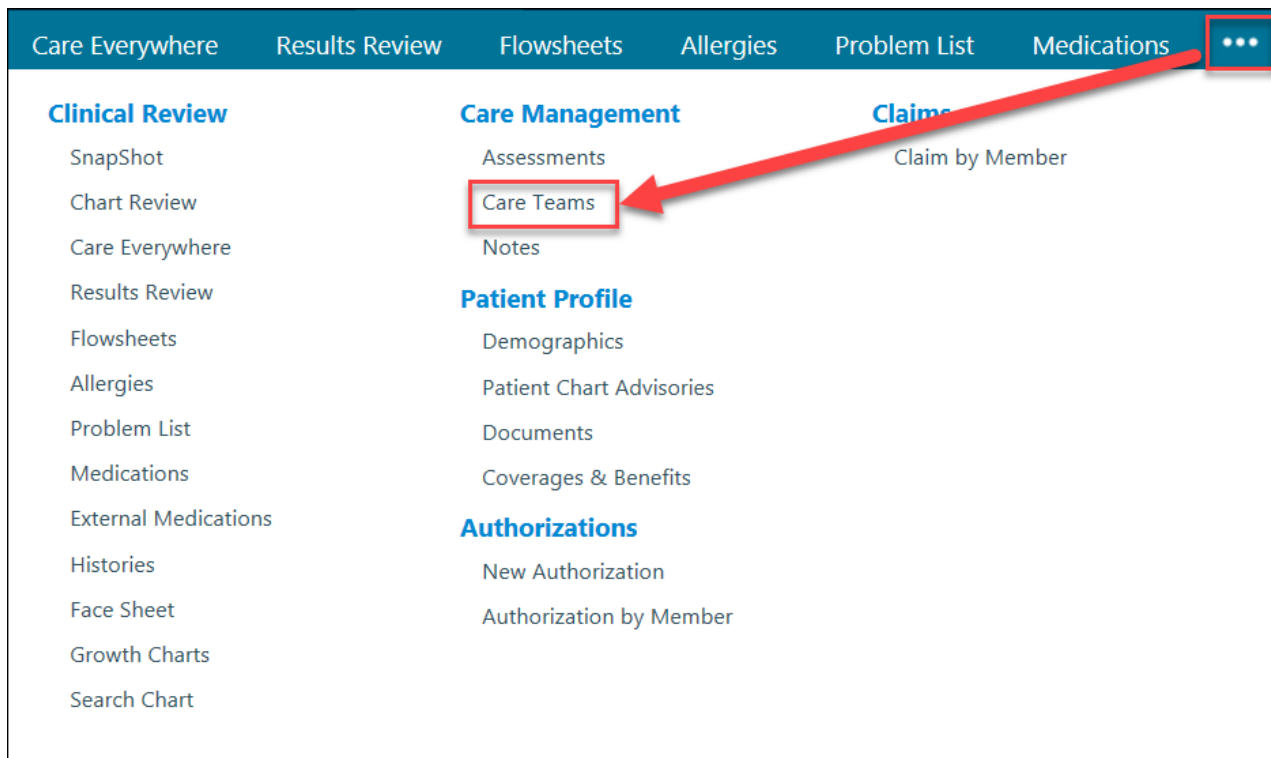 Care Everywhere Results Review Flowsheets Allergies Problem List Medications •••
Clinical Review
SnapShot
Chart Review
Care Everywhere
Results Review
Flowsheets
Allergies
Problem List
Medications
External Medications
Histories
Face Sheet
Growth Charts
Search Chart
Care Management
Assessments
Care Teams
Notes
Patient Profile
Demographics
Patient Chart Advisories
Documents
Coverages & Benefits
Authorizations
New Authorization
Authorization by Member
Claims
Claim by Member